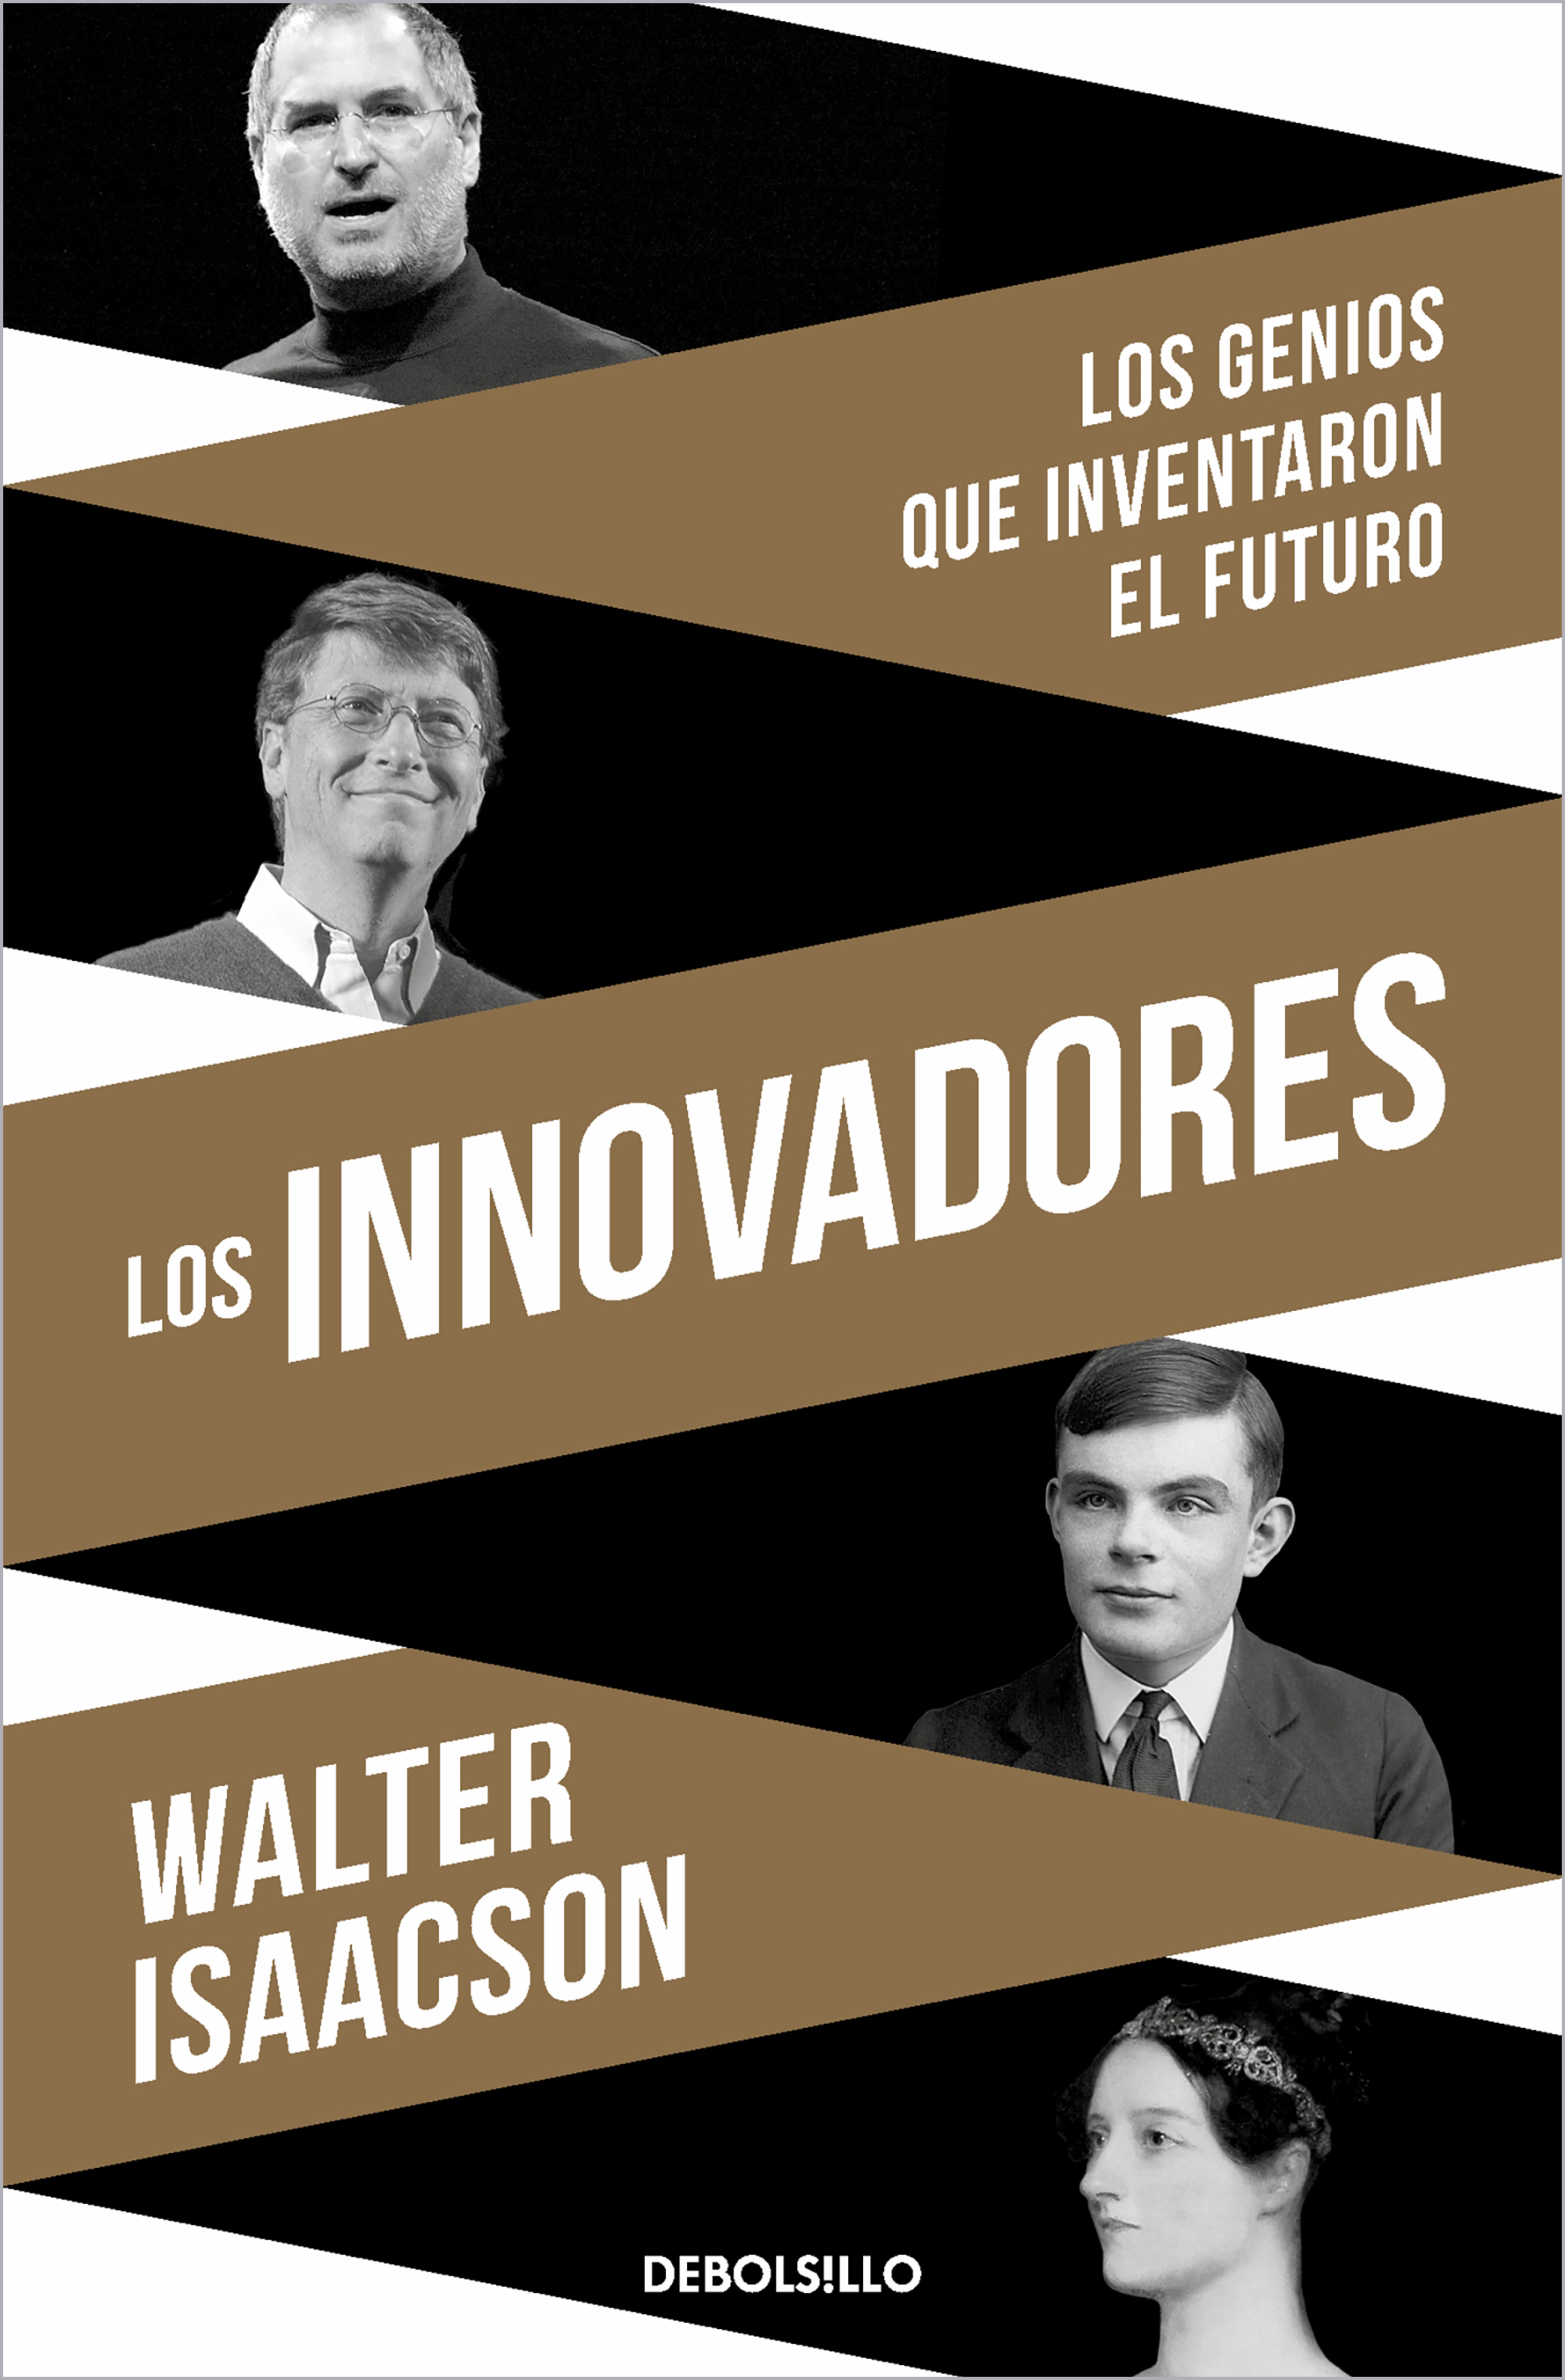 LOS GENIOS
QUE INVENTARON
EL FUTURO
LOS INNOVADORES
WALTER
ISAACSON
DEBOLS!LLO